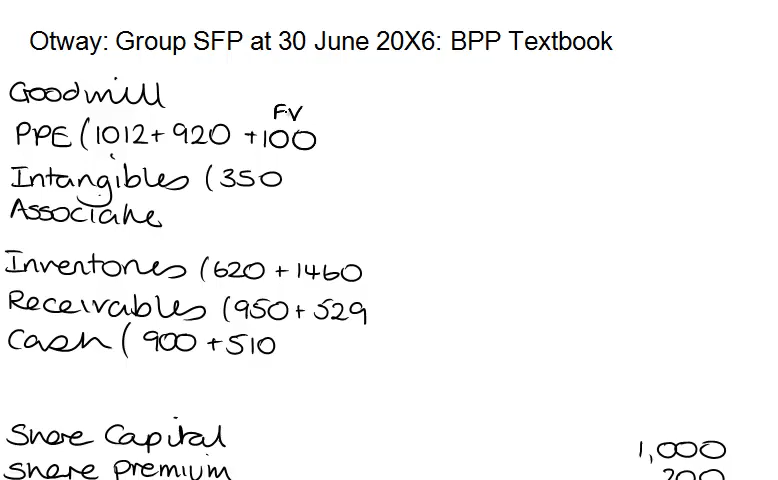 Otway: Group SFP at 30 June 20X6: BPP Textbook
Goodwill
FV
PPE (1012+ 920 +100
Intangibles (350
Associate
Inventories (620 + 1460
Receivables (950 + 529
Cash ( 900 + 510
Share Capital 1,000
Share Premium 200